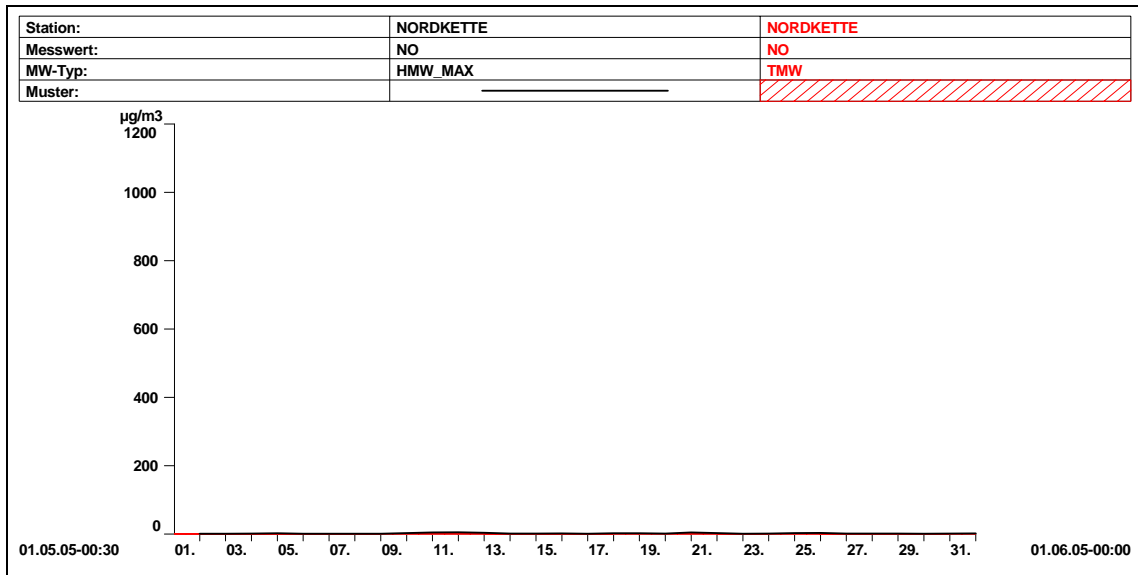 Station: NORDKETTE NORDKETTE
Messwert: NO NO
MW-Typ: HMW_MAX TMW
Muster:
µg/m3
1200
1000
800
600
400
200
0
01.05.05-00:30 01. 03. 05. 07. 09. 11. 13. 15. 17. 19. 21. 23. 25. 27. 29. 31. 01.06.05-00:00